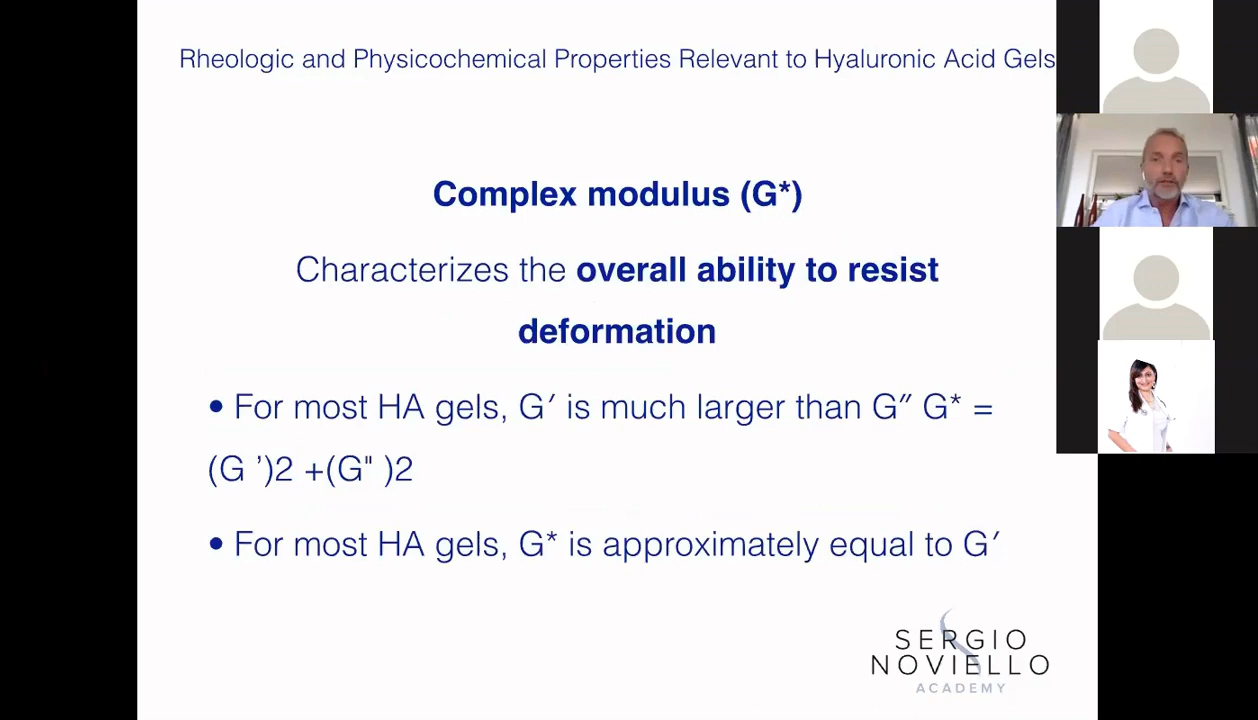 Rheologic and Physicochemical Properties Relevant to Hyaluronic Acid Gels
Complex modulus (G*)
Characterizes the overall ability to resist
deformation
• For most HA gels, G′ is much larger than G″ G* =
(G ’)2 +(G" )2
• For most HA gels, G* is approximately equal to G′
SERGIO
NOVIELLO
ACADEMY